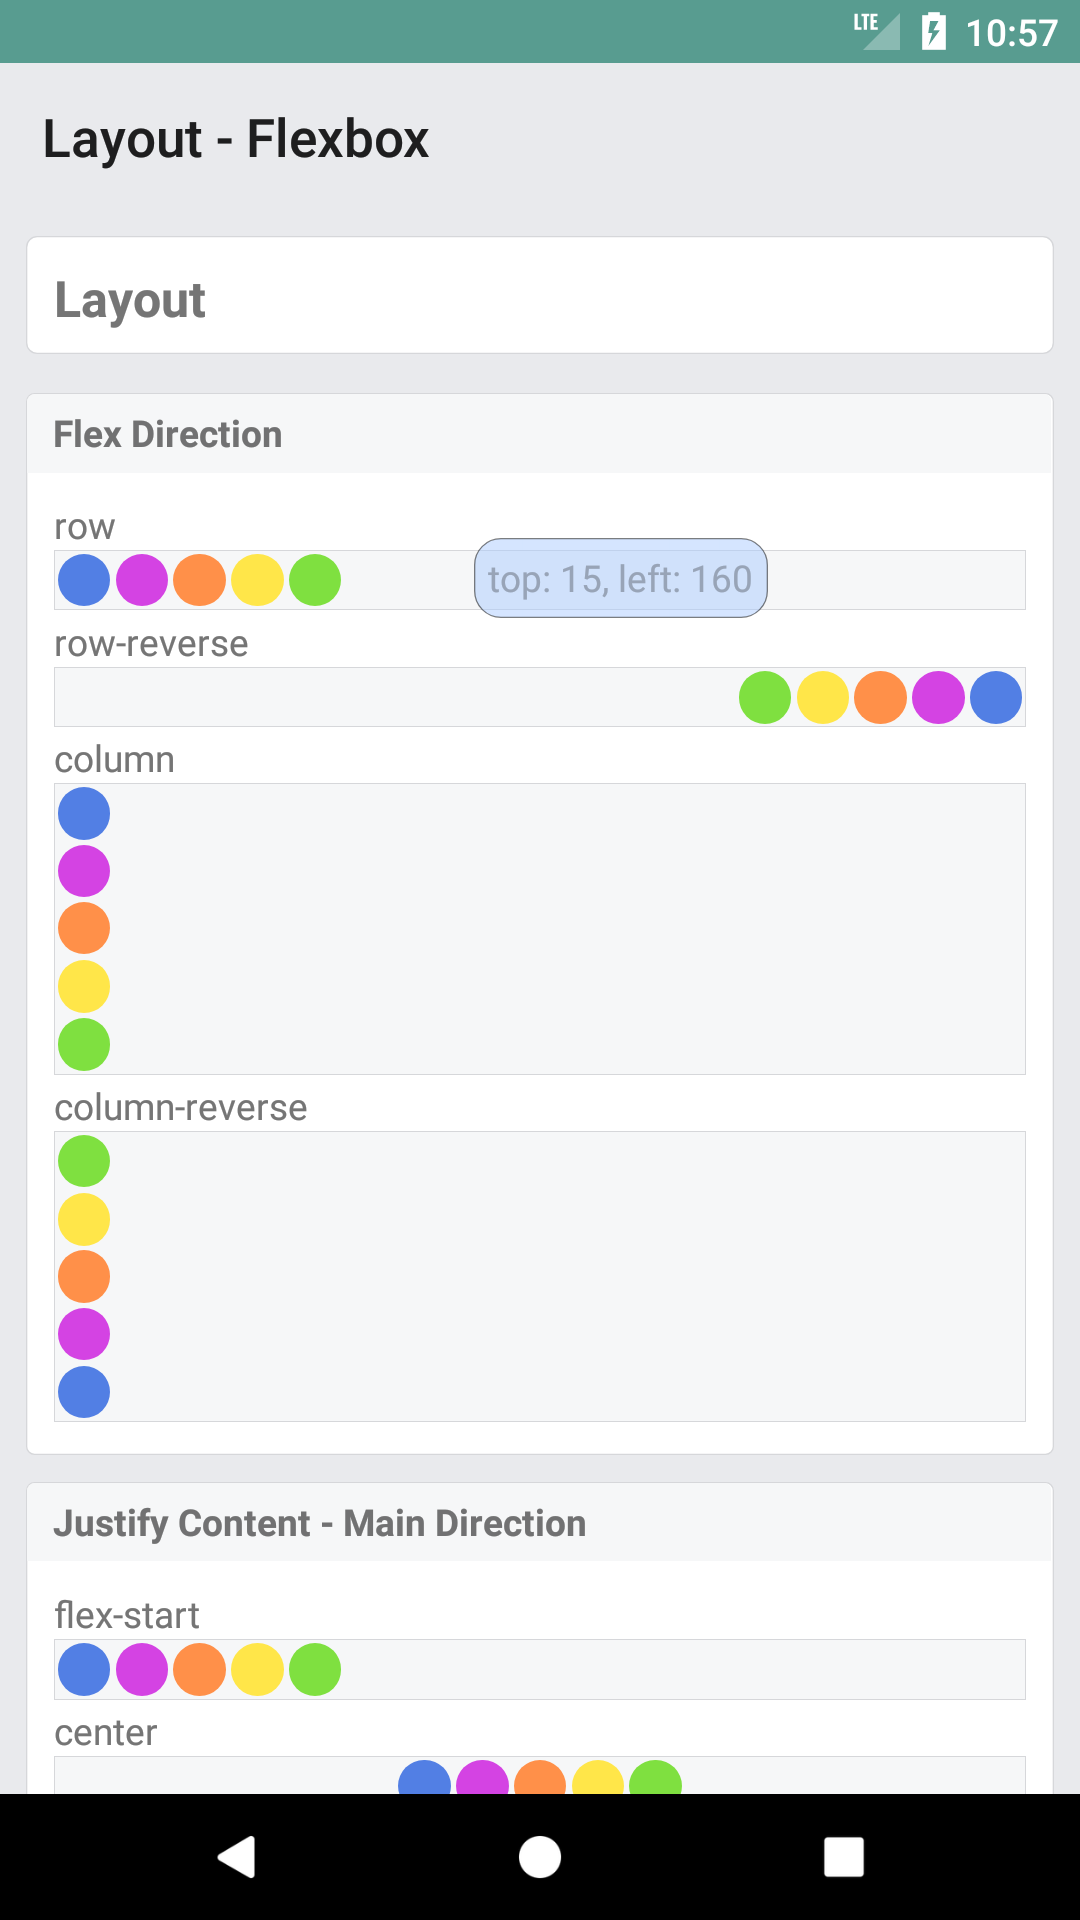 LTE 10:57
Layout - Flexbox
Layout
Flex Direction
row
top: 15, left: 160
row-reverse
column
column-reverse
Justify Content - Main Direction
flex-start
center